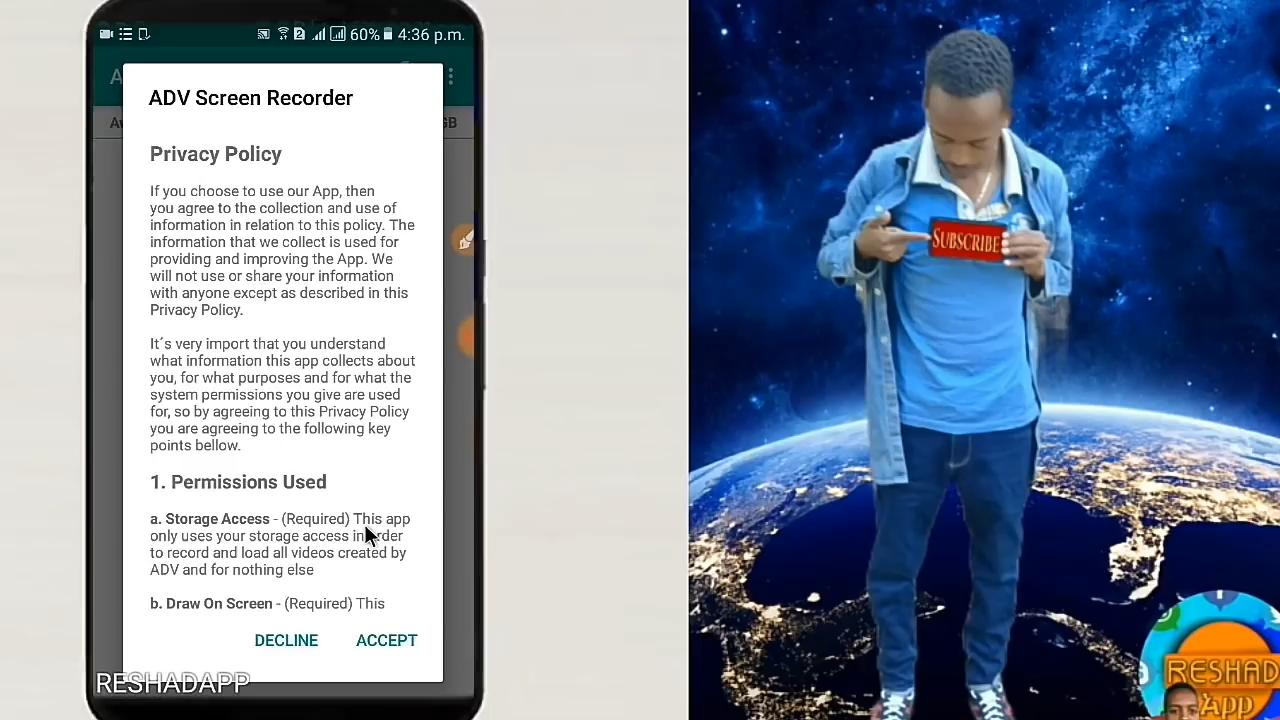 60% 4:36 p.m.
ADV Screen Recorder
Privacy Policy
If you choose to use our App, then
you agree to the collection and use of
information in relation to this policy. The
information that we collect is used for
providing and improving the App. We
will not use or share your information
with anyone except as described in this
Privacy Policy.
It´s very import that you understand
what information this app collects about
you, for what purposes and for what the
system permissions you give are used
for, so by agreeing to this Privacy Policy
you are agreeing to the following key
points bellow.
1. Permissions Used
a. Storage Access - (Required) This app
only uses your storage access in order
to record and load all videos created by
ADV and for nothing else
b. Draw On Screen - (Required) This
DECLINE ACCEPT
RESHADAPP
SUBSCRIBE
RESHAD
App